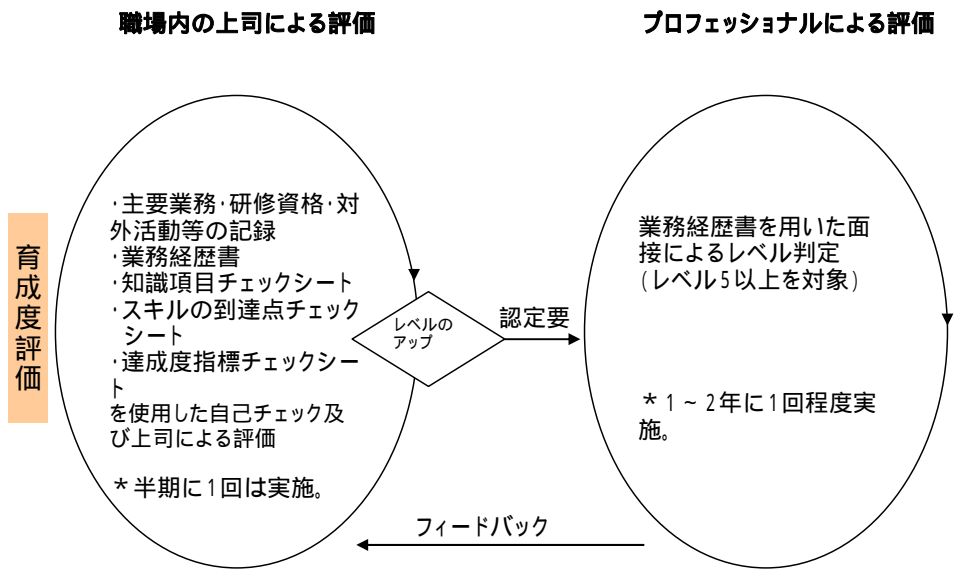 職場内の上司による評価
プロフェッショナルによる評価
育成度評価
･主要業務･研修資格･対
外活動等の記録
･業務経歴書
･知識項目チェックシート
･スキルの到達点チェック
シート
･達成度指標チェックシー
ト
を使用した自己チェック及
び上司による評価
＊半期に1回は実施。
レベルの
アップ
認定要
業務経歴書を用いた面
接によるレベル判定
(レベル5以上を対象)
＊1～2年に1回程度実
施。
フィードバック